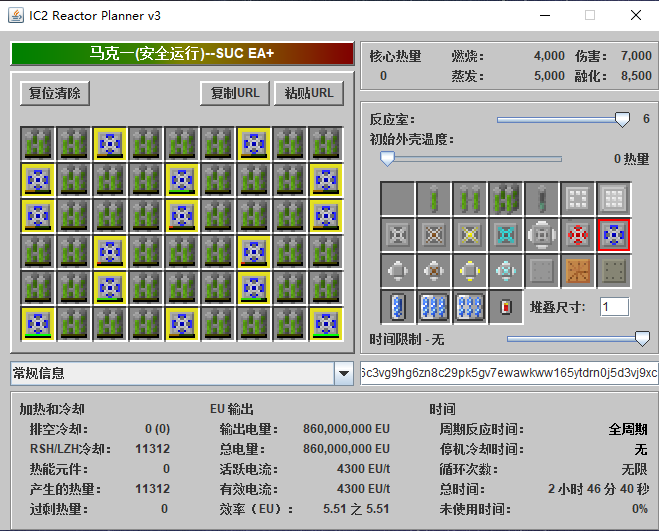 IC2 Reactor Planner v3
马克一(安全运行)--SUC EA+
复位清除 复制URL 粘贴URL
核心热量 燃烧: 4,000 伤害: 7,000
0 蒸发: 5,000 融化: 8,500
反应室: 6
初始外壳温度:
0 热量
堆叠尺寸: 1
时间限制 - 无
常规信息
6c3vg9hg6zn8c29pk5gv7ewawkww165ytdrn0j5d3vj9xc
加热和冷却 EU 输出 时间
排空冷却: 0 (0) 输出电量: 860,000,000 EU 周期反应时间: 全周期
RSH/LZH冷却: 11312 总电量: 860,000,000 EU 停机冷却时间: 无
热能元件: 0 活跃电流: 4300 EU/t 循环次数: 无限
产生的热量: 11312 有效电流: 4300 EU/t 总时间: 2 小时 46 分 40 秒
过剩热量: 0 效率（EU）: 5.51 之 5.51 未使用时间: 0%